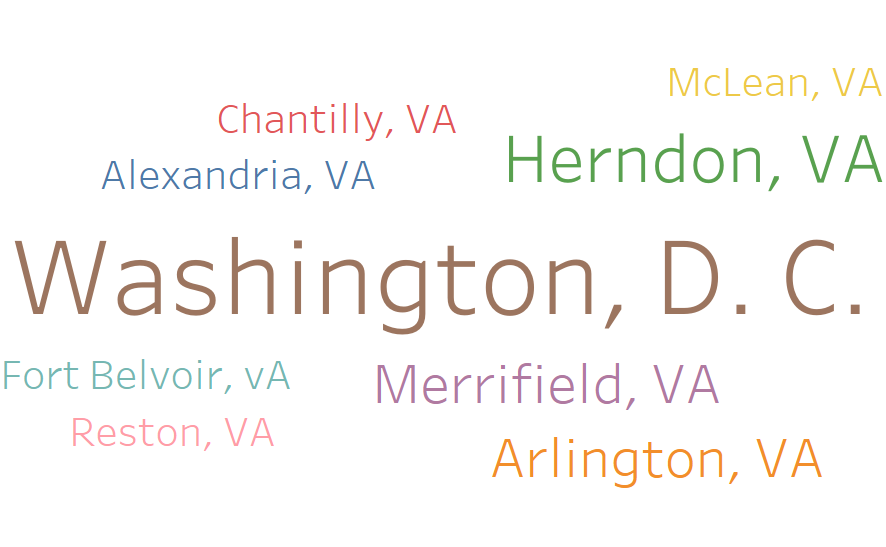 McLean, VA
Chantilly, VA
Herndon, VA
Alexandria, VA
Washington, D. C.
Fort Belvoir, vA
Merrifield, VA
Reston, VA
Arlington, VA